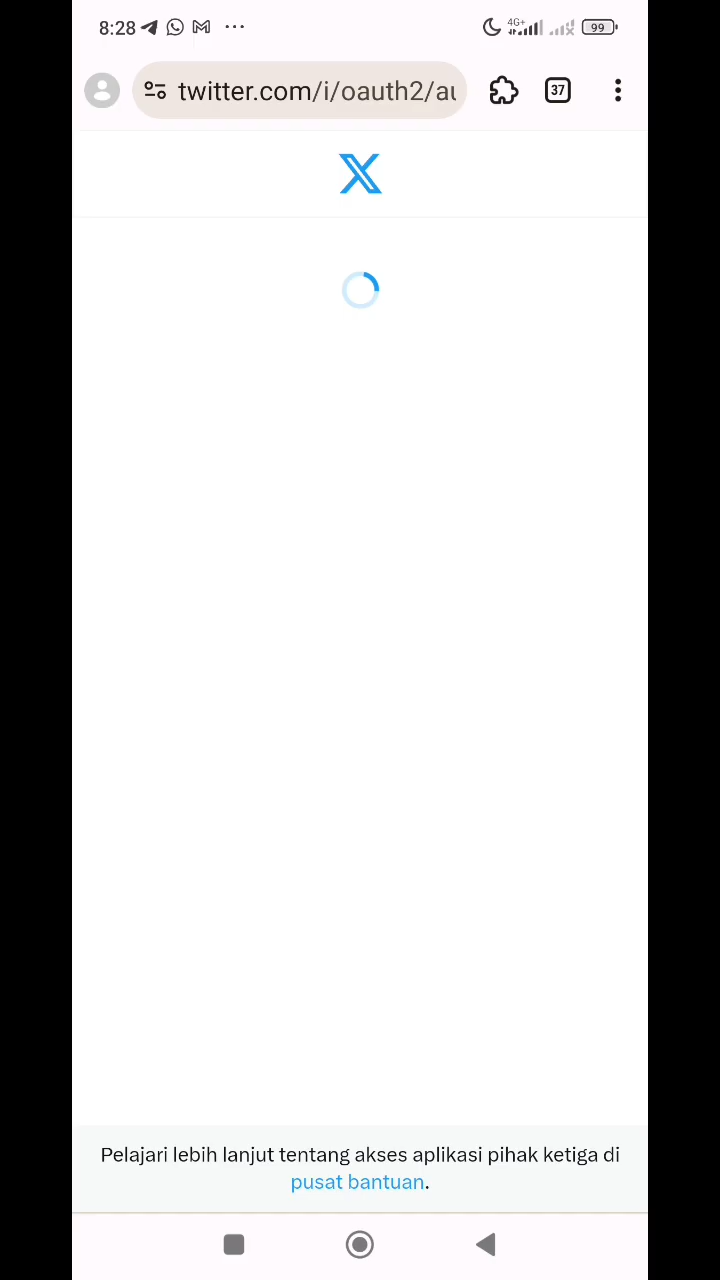 8:28 ... 4G+ 99
twitter.com/i/oauth2/au 37
X
Pelajari lebih lanjut tentang akses aplikasi pihak ketiga di
pusat bantuan.